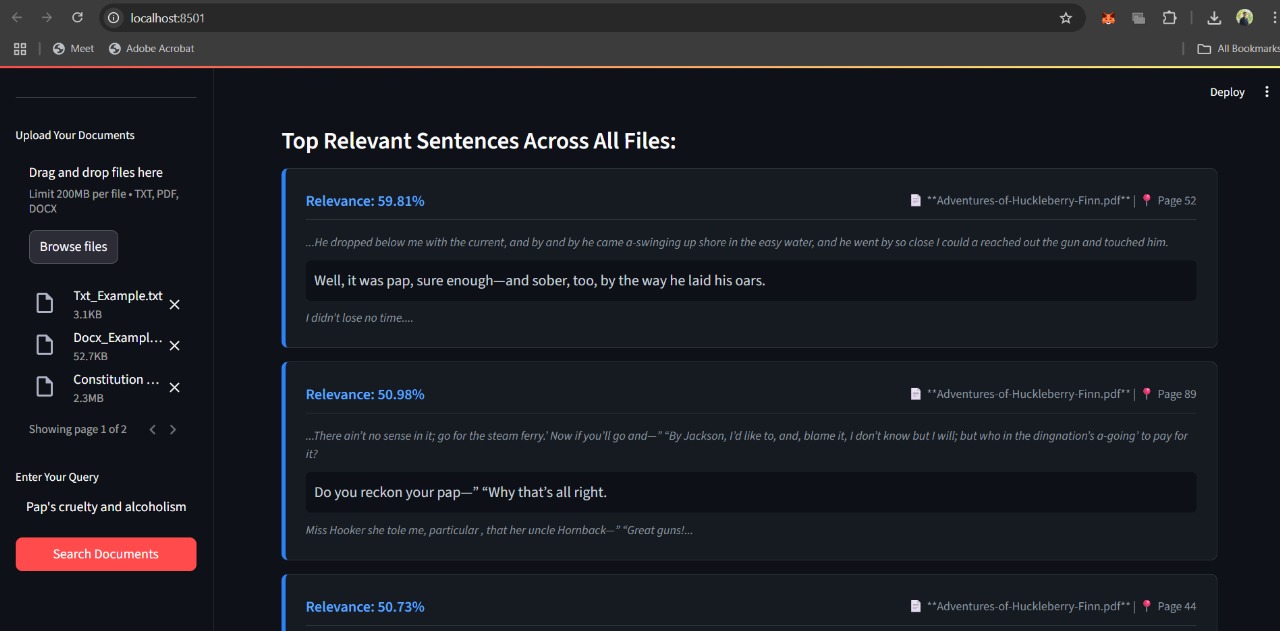 localhost:8501
Meet
Adobe Acrobat
All Bookmarks
Deploy
Upload Your Documents
Drag and drop files here
Limit 200MB per file • TXT, PDF,
DOCX
Browse files
Txt_Example.txt
3.1KB
Docx_Exampl...
52.7KB
Constitution ...
2.3MB
Showing page 1 of 2
Enter Your Query
Pap's cruelty and alcoholism
Search Documents
Top Relevant Sentences Across All Files:
Relevance: 59.81%
**Adventures-of-Huckleberry-Finn.pdf** | Page 52
...He dropped below me with the current, and by and by he came a-swinging up shore in the easy water, and he went by so close I could a reached out the gun and touched him.
Well, it was pap, sure enough—and sober, too, by the way he laid his oars.
I didn't lose no time....
Relevance: 50.98%
**Adventures-of-Huckleberry-Finn.pdf** | Page 89
...There ain’t no sense in it; go for the steam ferry.’ Now if you’ll go and—” “By Jackson, I’d like to, and, blame it, I don’t know but I will; but who in the dingnation’s a-going’ to pay for
it?
Do you reckon your pap—” “Why that’s all right.
Miss Hooker she tole me, particular , that her uncle Hornback—” “Great guns!...
Relevance: 50.73%
**Adventures-of-Huckleberry-Finn.pdf** | Page 44